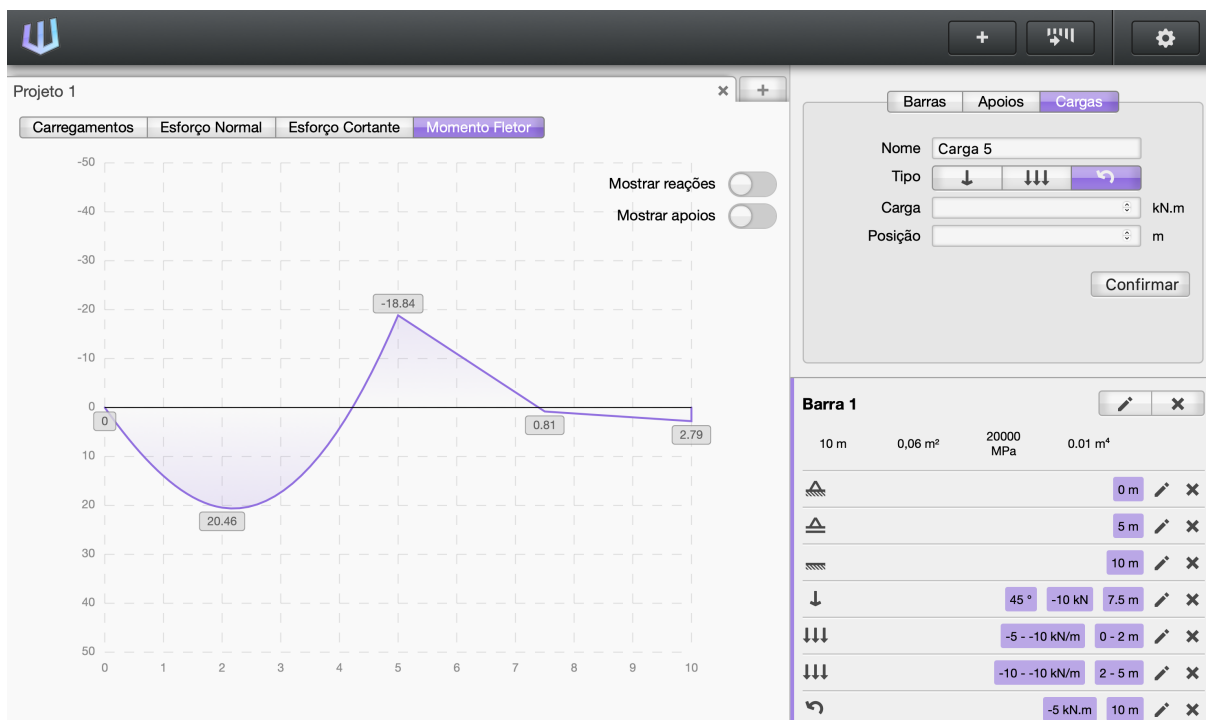 Projeto 1
Carregamentos Esforço Normal Esforço Cortante Momento Fletor
-50
Mostrar reações
-40
Mostrar apoios
-30
-20
-18.84
-10
0
0
0.81
2.79
10
20
20.46
30
40
50
0 1 2 3 4 5 6 7 8 9 10
Barras Apoios Cargas
Nome Carga 5
Tipo
Carga kN.m
Posição m
Confirmar
Barra 1
10 m 0,06 m² 20000 MPa 0.01 m⁴
0 m
5 m
10 m
45 ° -10 kN 7.5 m
-5 - -10 kN/m 0 - 2 m
-10 - -10 kN/m 2 - 5 m
-5 kN.m 10 m